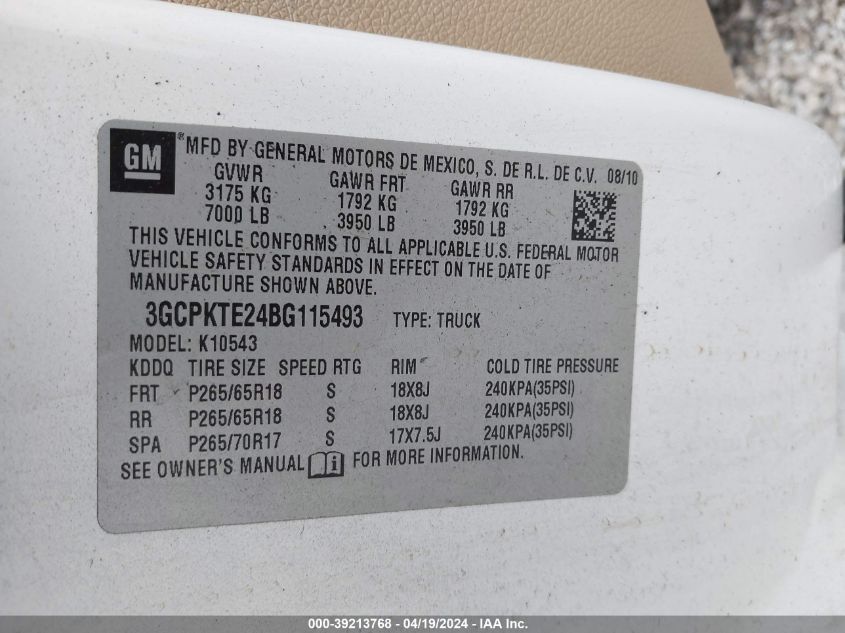 GM ® MFD BY GENERAL MOTORS DE MEXICO, S. DE R.L. DE C.V. 08/10
GVWR GAWR FRT GAWR RR
3175 KG 1792 KG 1792 KG
7000 LB 3950 LB 3950 LB
THIS VEHICLE CONFORMS TO ALL APPLICABLE U.S. FEDERAL MOTOR
VEHICLE SAFETY STANDARDS IN EFFECT ON THE DATE OF
MANUFACTURE SHOWN ABOVE.
3GCPKTE24BG115493 TYPE: TRUCK
MODEL: K10543
KDDQ TIRE SIZE SPEED RTG RIM COLD TIRE PRESSURE
FRT P265/65R18 S 18X8J 240KPA(35PSI)
RR P265/65R18 S 18X8J 240KPA(35PSI)
SPA P265/70R17 S 17X7.5J 240KPA(35PSI)
SEE OWNER'S MANUAL i FOR MORE INFORMATION.
000-39213768 - 04/19/2024 - IAA Inc.